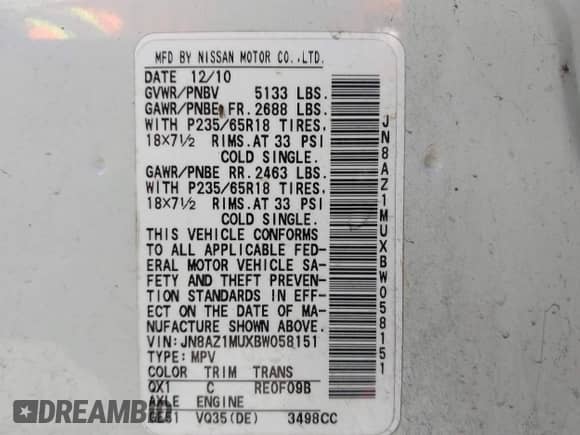 MFD BY NISSAN MOTOR CO.,LTD.
DATE 12/10
GVWR/PNBV 5133 LBS.
GAWR/PNBE FR. 2688 LBS.
WITH P235/65R18 TIRES,
18×7½ RIMS. AT 33 PSI
COLD SINGLE.
GAWR/PNBE RR. 2463 LBS.
WITH P235/65R18 TIRES,
18×7½ RIMS. AT 33 PSI
COLD SINGLE.
THIS VEHICLE CONFORMS
TO ALL APPLICABLE FED-
ERAL MOTOR VEHICLE SA-
FETY AND THEFT PREVEN-
TION STANDARDS IN EFF-
ECT ON THE DATE OF MA-
NUFACTURE SHOWN ABOVE.
VIN: JN8AZ1MUXBW058151
TYPE: MPV
COLOR TRIM TRANS
QX1 C RE0F09B
AXLE ENGINE
VQ35(DE) 3498CC
JN8AZ1MUXBW058151
DREAMBID